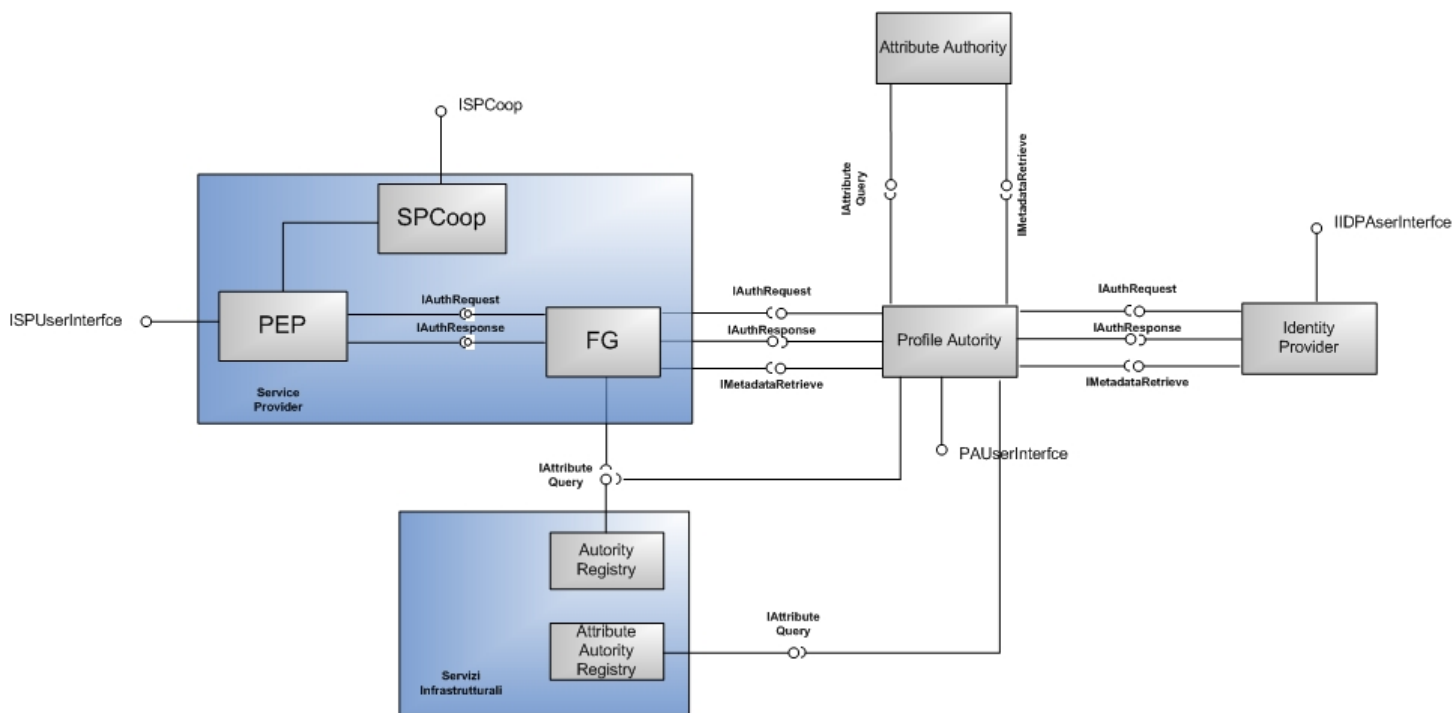 Attribute Authority
ISPCoop
IAttribute
Query
IMetadataRetrieve
SPCoop
IIDPAserInterfce
ISPUserInterfce
PEP
IAuthRequest
IAuthResponse
FG
IAuthRequest
IAuthResponse
IMetadataRetrieve
Profile Autority
IAuthRequest
IAuthResponse
IMetadataRetrieve
Identity
Provider
Service
Provider
PAUserInterfce
IAttribute
Query
Autority
Registry
IAttribute
Query
Attribute
Autority
Registry
Servizi
Infrastrutturali